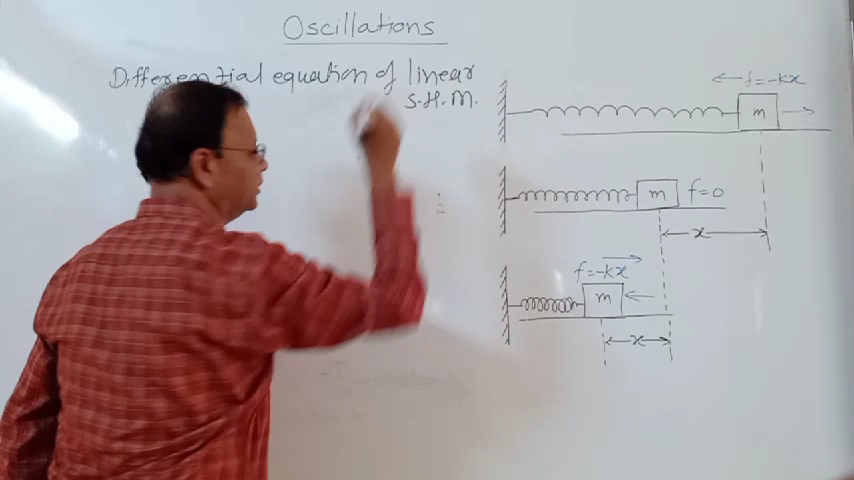 Oscillations
Differential equation of linear
S.H.M.
f=-kx
m
m f=0
x
f=-kx
m
x